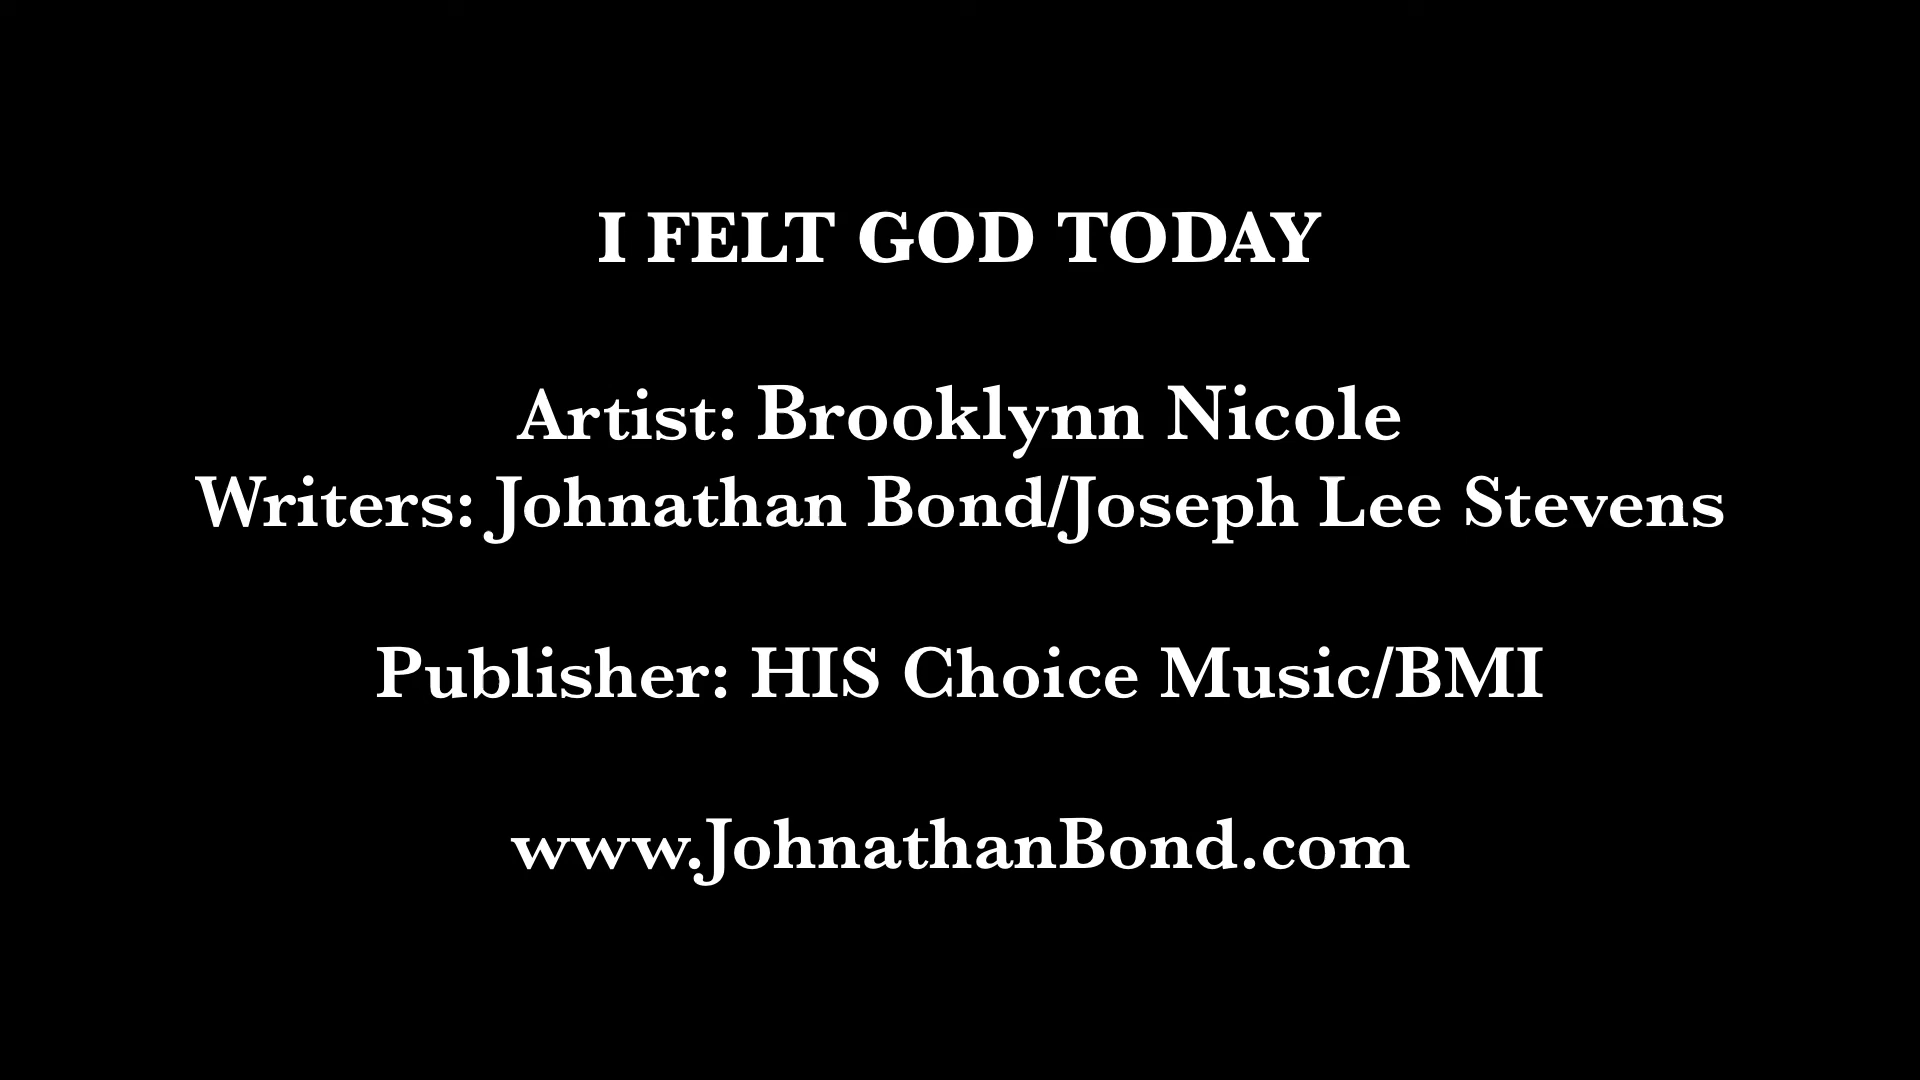 I FELT GOD TODAY
Artist: Brooklynn Nicole
Writers: Johnathan Bond/Joseph Lee Stevens
Publisher: HIS Choice Music/BMI
www.JohnathanBond.com